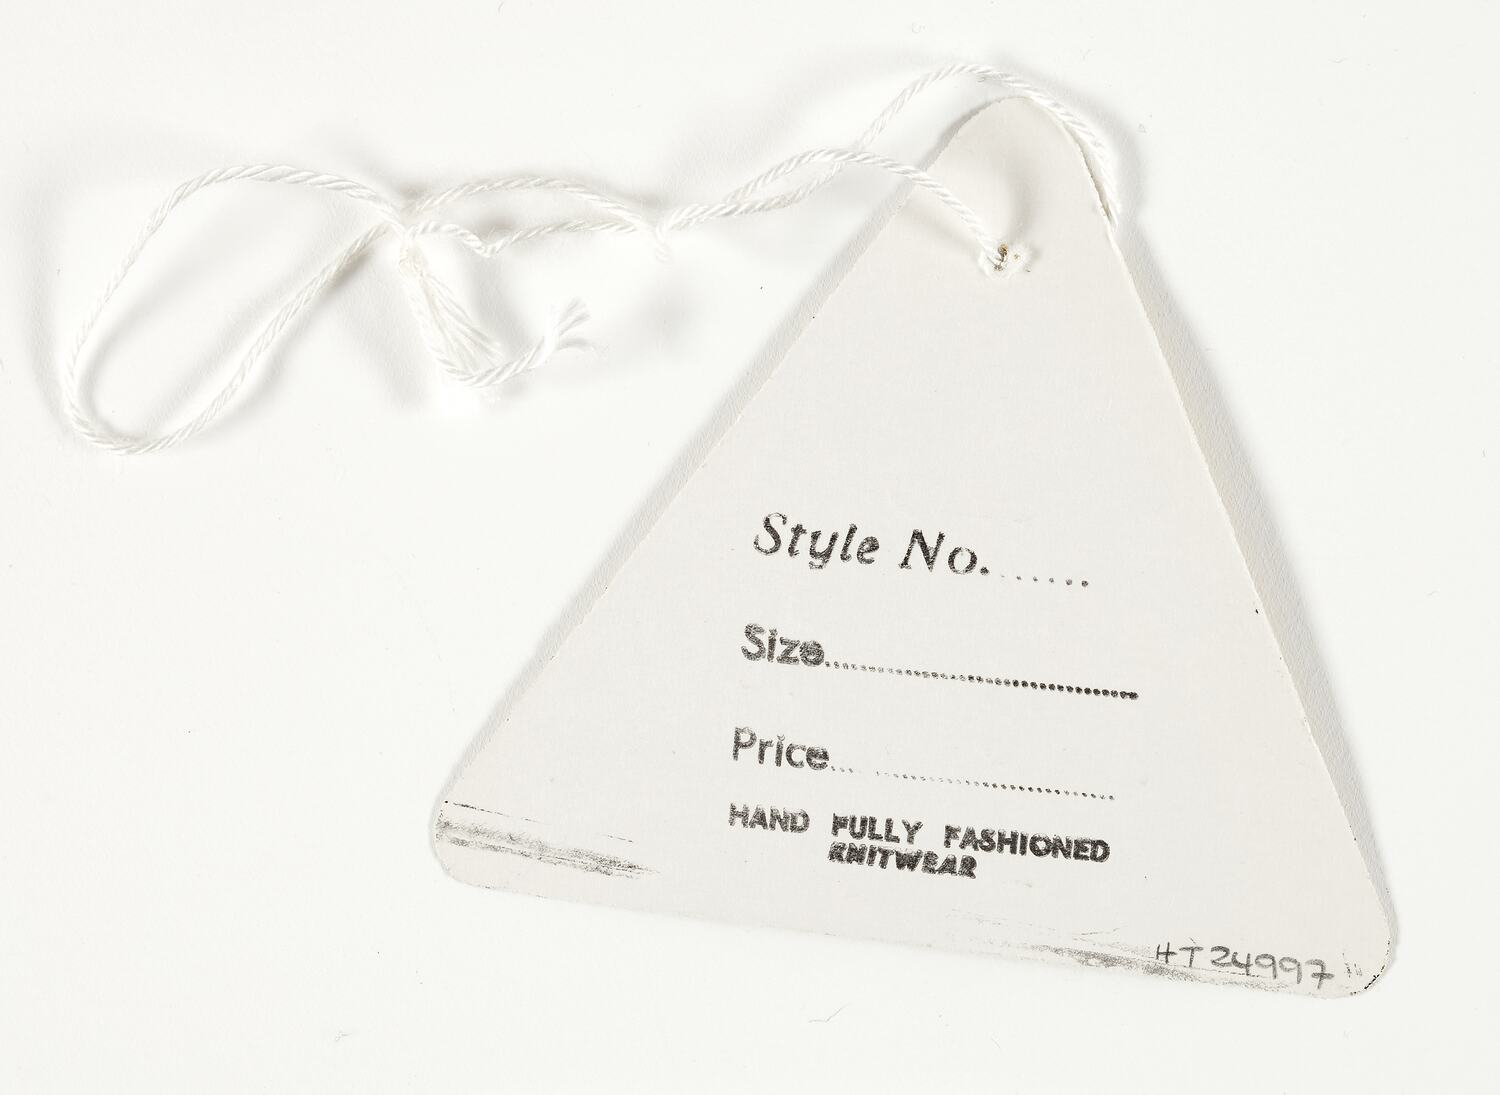 Style No.......
Size....................................
Price..............................
HAND FULLY FASHIONED
KNITWEAR
HT24997